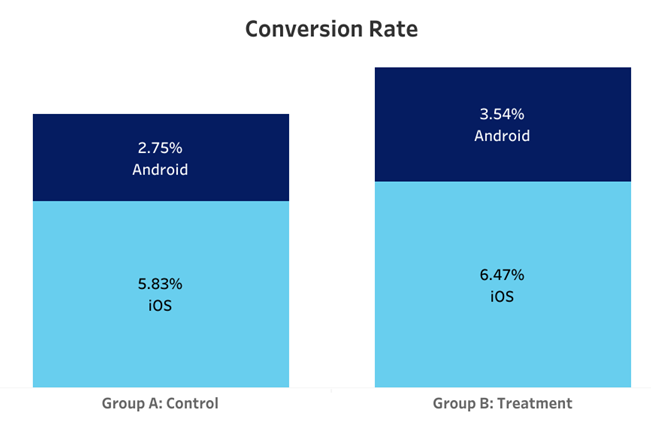 Conversion Rate
2.75%
Android
5.83%
iOS
3.54%
Android
6.47%
iOS
Group A: Control
Group B: Treatment